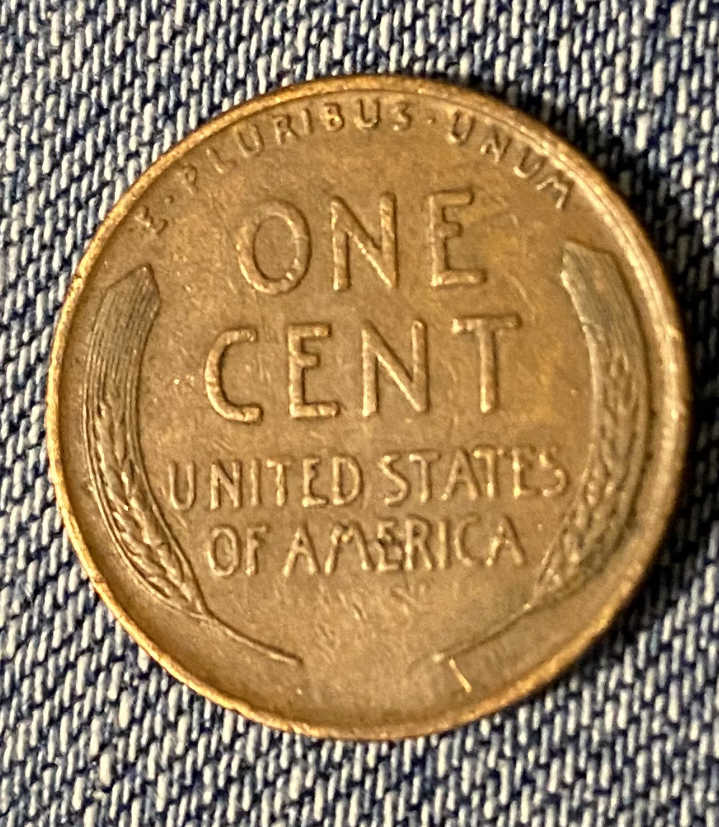 E·PLURIBUS·UNUM
ONE
CENT
UNITED STATES
OF AMERICA